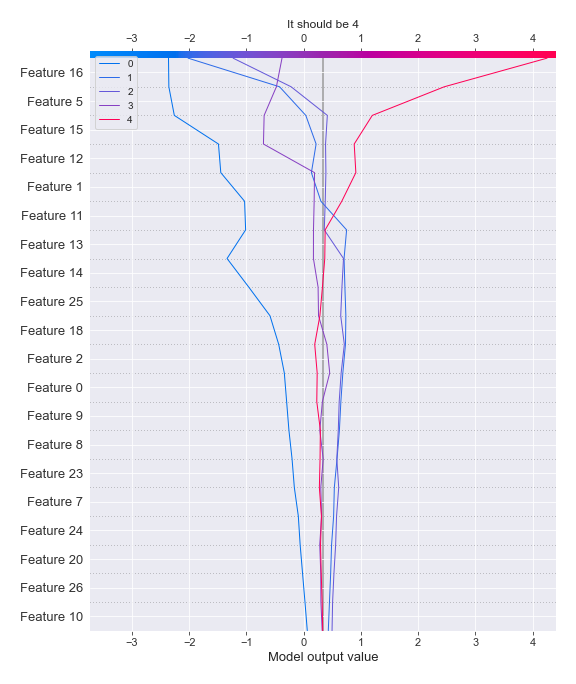 It should be 4
−3 −2 −1 0 1 2 3 4
0
1
2
3
4
Feature 16
Feature 5
Feature 15
Feature 12
Feature 1
Feature 11
Feature 13
Feature 14
Feature 25
Feature 18
Feature 2
Feature 0
Feature 9
Feature 8
Feature 23
Feature 7
Feature 24
Feature 20
Feature 26
Feature 10
−3 −2 −1 0 1 2 3 4
Model output value